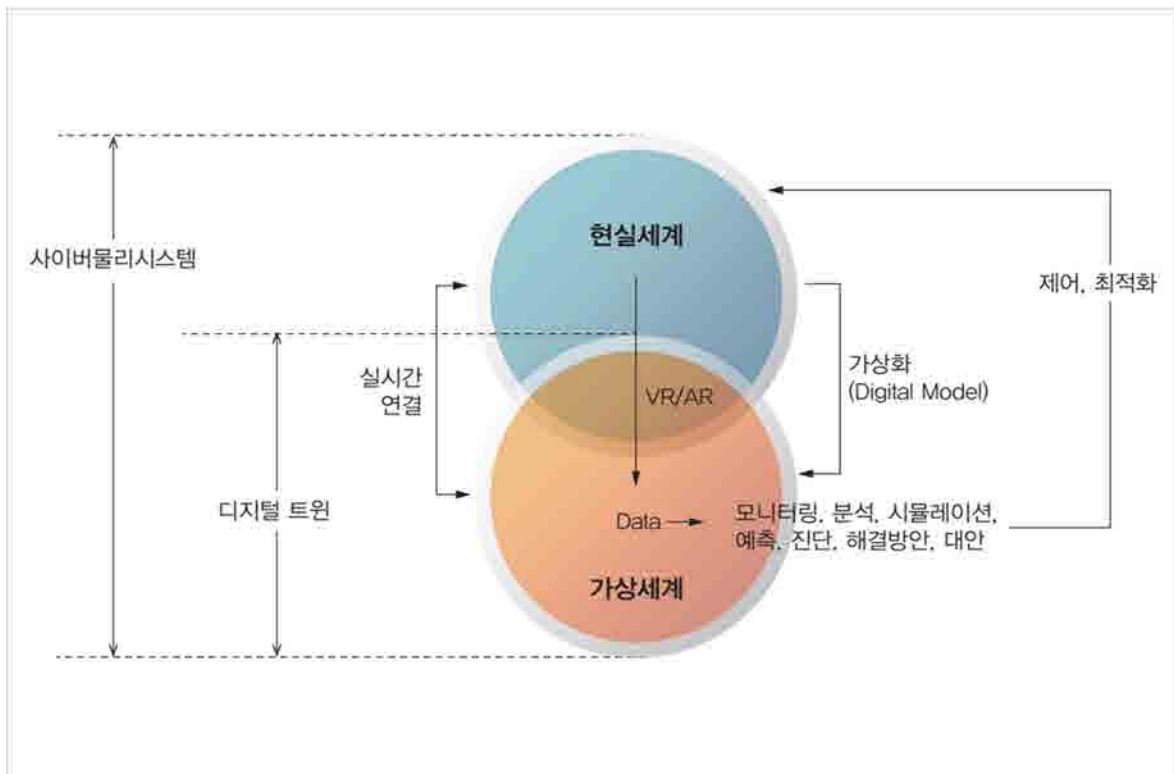 현실세계
사이버물리시스템
제어, 최적화
실시간
연결
가상화
(Digital Model)
VR/AR
디지털 트윈
Data
모니터링, 분석, 시뮬레이션,
예측, 진단, 해결방안, 대안
가상세계